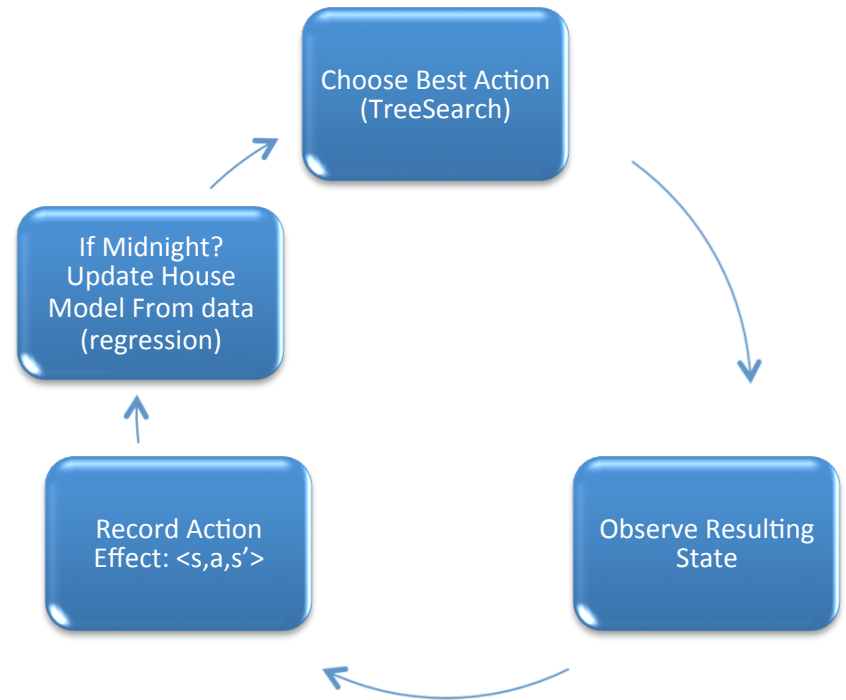 Choose Best Action
(TreeSearch)
Observe Resulting
State
Record Action
Effect: <s,a,s’>
If Midnight?
Update House
Model From data
(regression)